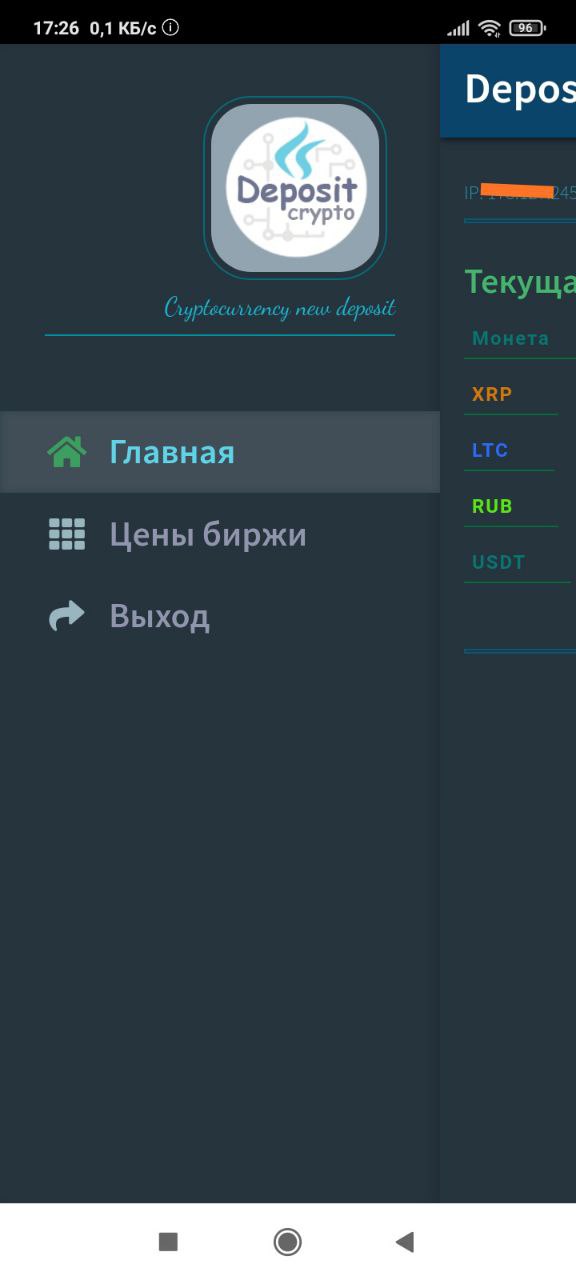 17:26 0,1 КБ/с
96
Depos
Deposit
crypto
IP:
245
Cryptocurrency new deposit
Текуща
Монета
XRP
Главная
LTC
RUB
Цены биржи
USDT
Выход